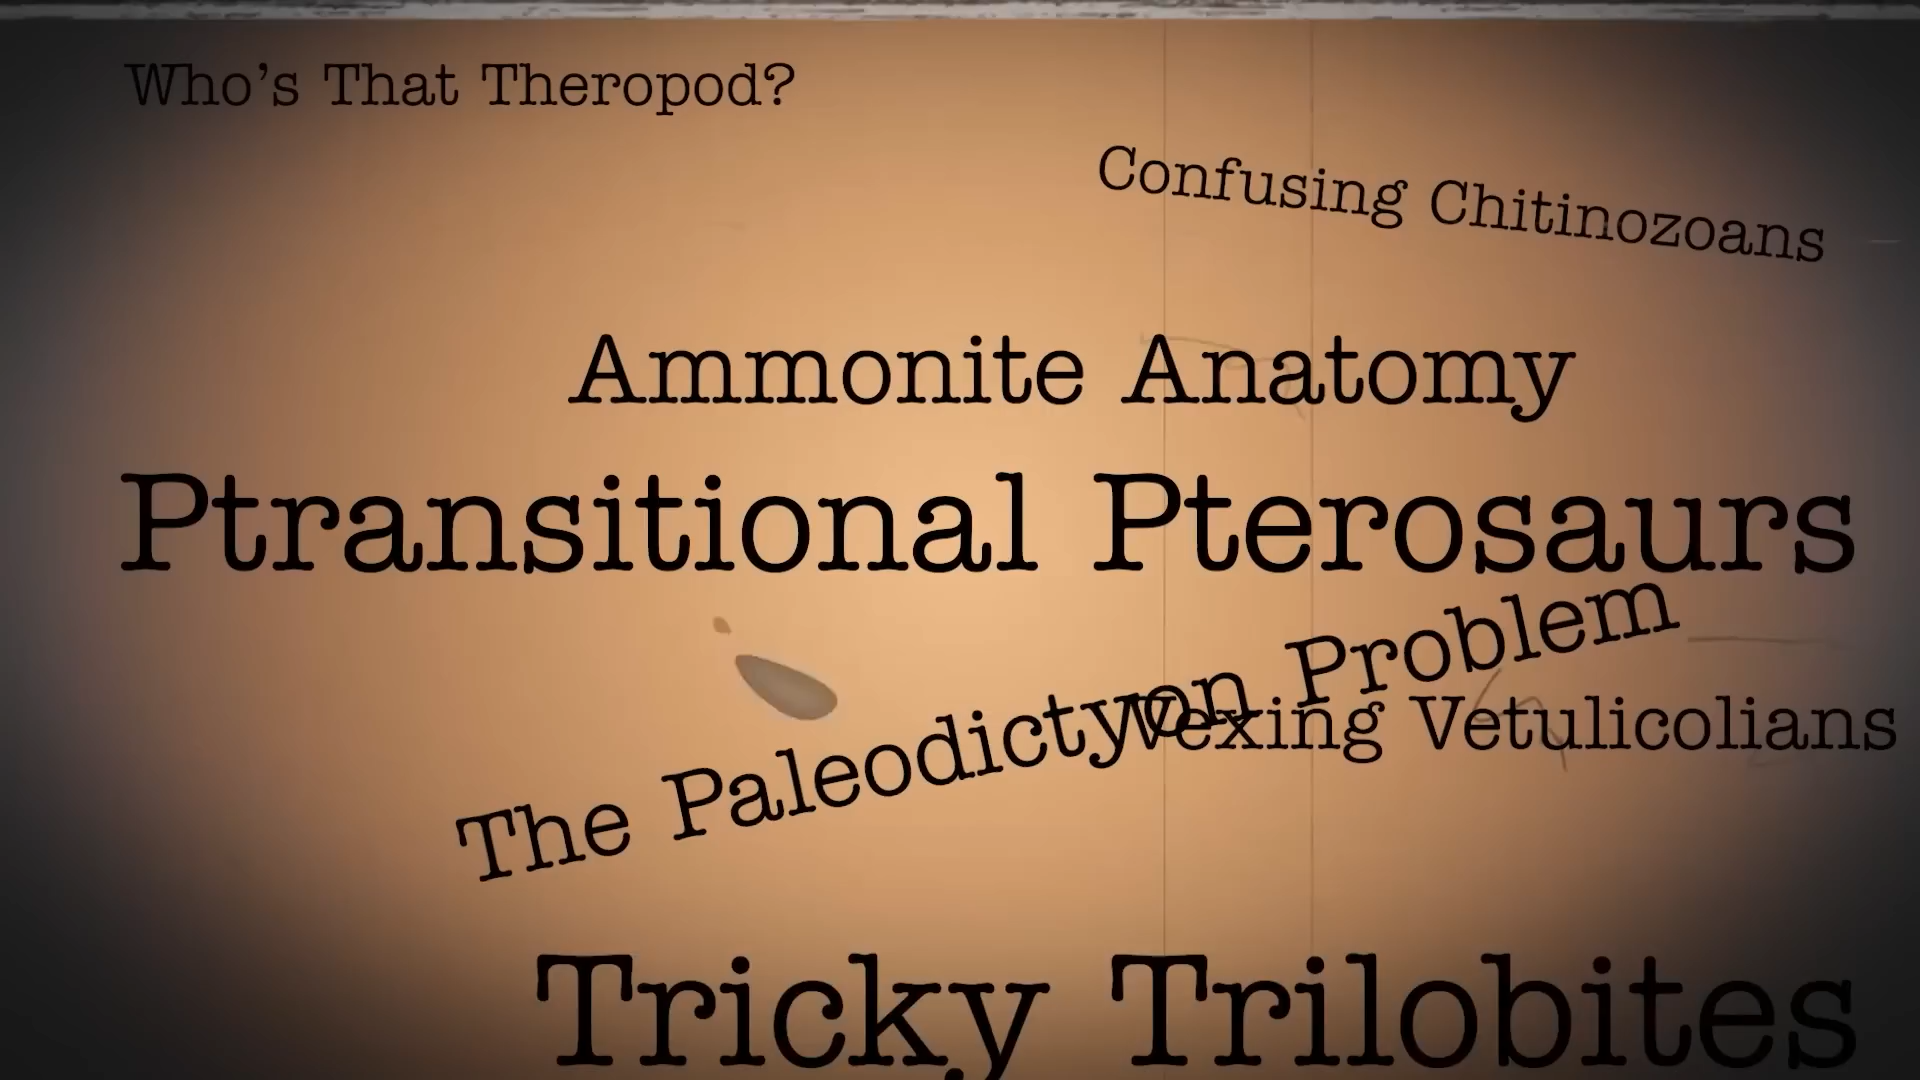 Who's That Theropod?
Confusing Chitinozoans
Ammonite Anatomy
Ptransitional Pterosaurs
The Paleodictyon Problem
Vexing Vetulicolians
Tricky Trilobites